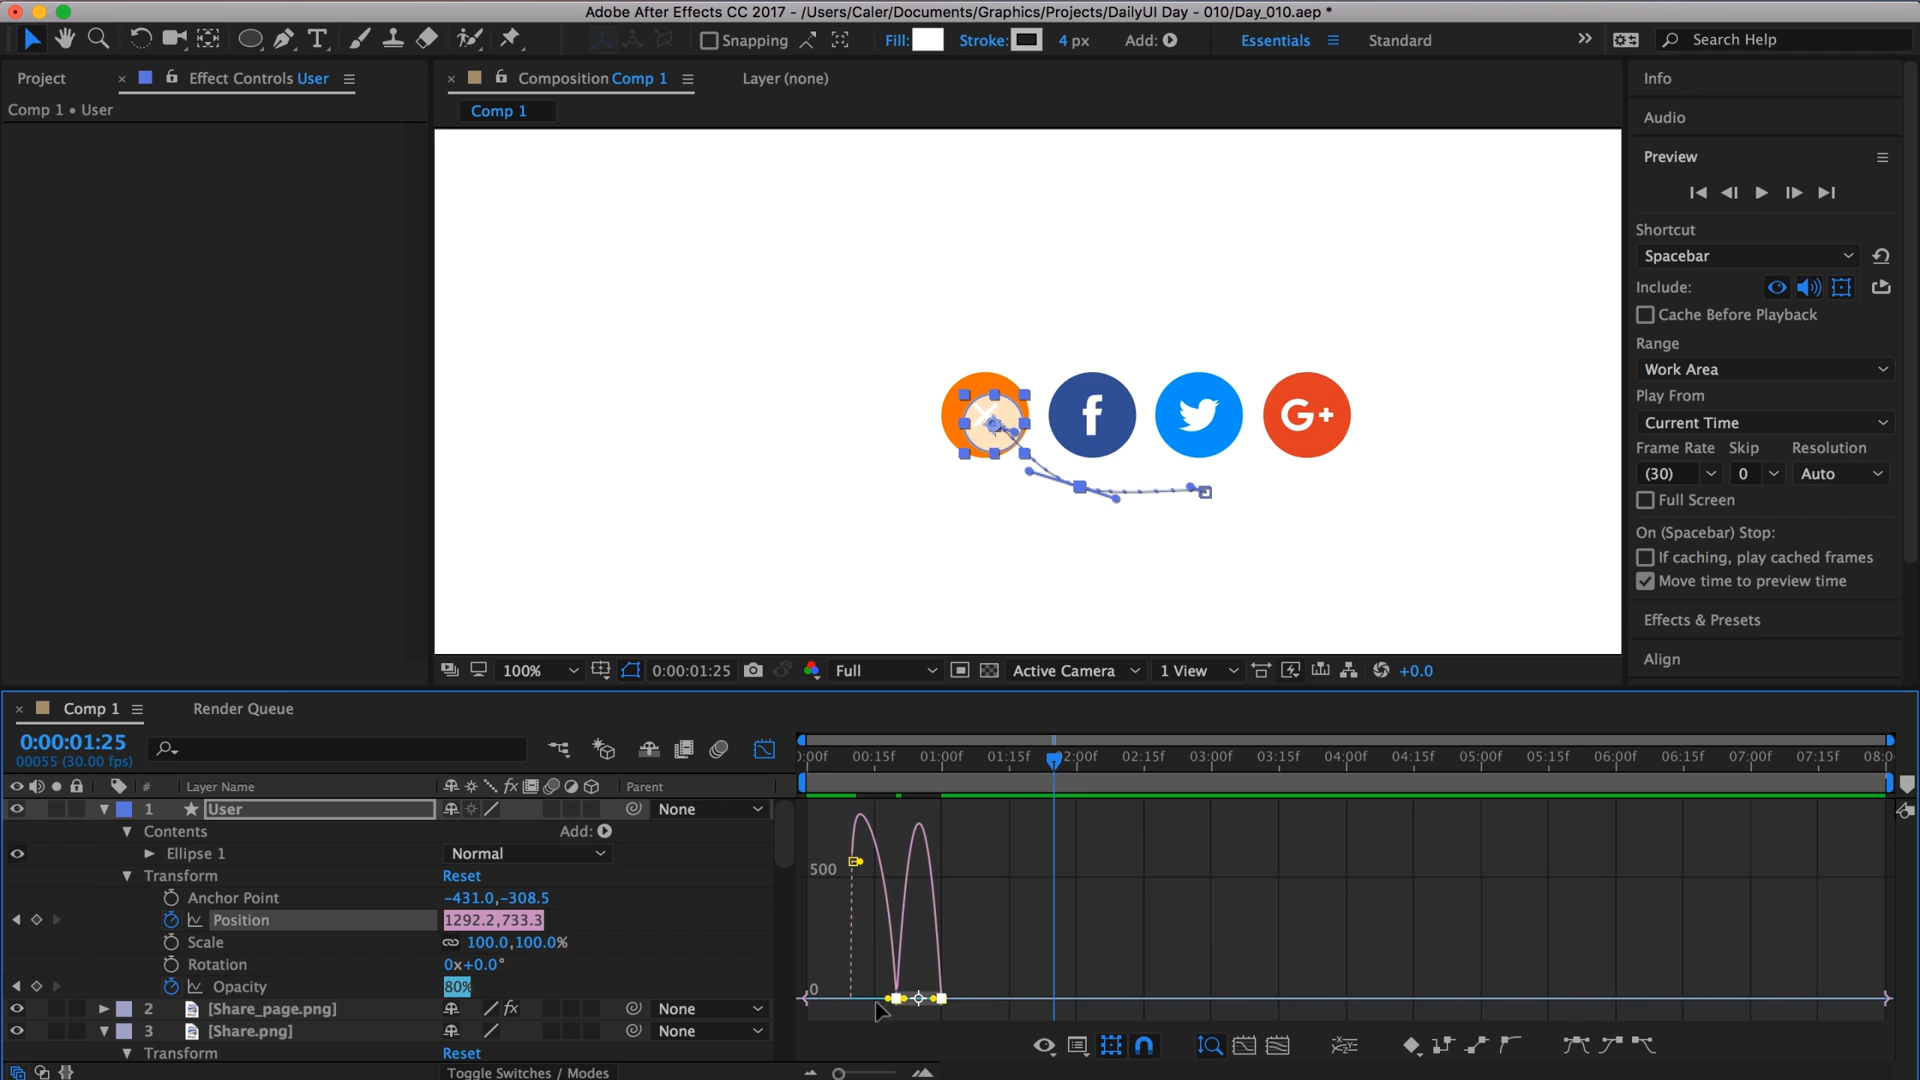 Adobe After Effects CC 2017 - /Users/Caler/Documents/Graphics/Projects/DailyUI Day - 010/Day_010.aep *
Snapping
Fill:
Stroke:
4 px
Add:
Essentials
Standard
Search Help
Project
Effect Controls User
Composition Comp 1
Layer (none)
Comp 1 • User
Comp 1
Info
Audio
Preview
Shortcut
Spacebar
Include:
Cache Before Playback
Range
Work Area
Play From
Current Time
Frame Rate Skip Resolution
(30) 0 Auto
Full Screen
On (Spacebar) Stop:
If caching, play cached frames
Move time to preview time
Effects & Presets
Align
f
G+
100%
0:00:01:25
Full
Active Camera
1 View
+0.0
Comp 1
Render Queue
0:00:01:25
00055 (30.00 fps)
# Layer Name
fx
Parent
):00f 00:15f 01:00f 01:15f 02:00f 02:15f 03:00f 03:15f 04:00f 04:15f 05:00f 05:15f 06:00f 06:15f 07:00f 07:15f 08:0
1 User None
Contents Add:
Ellipse 1 Normal
Transform Reset
Anchor Point -431.0,-308.5
Position 1292.2,733.3
Scale 100.0,100.0%
Rotation 0x+0.0°
Opacity 80%
2 [Share_page.png] fx None
3 [Share.png] None
Transform Reset
Toggle Switches / Modes
500
0